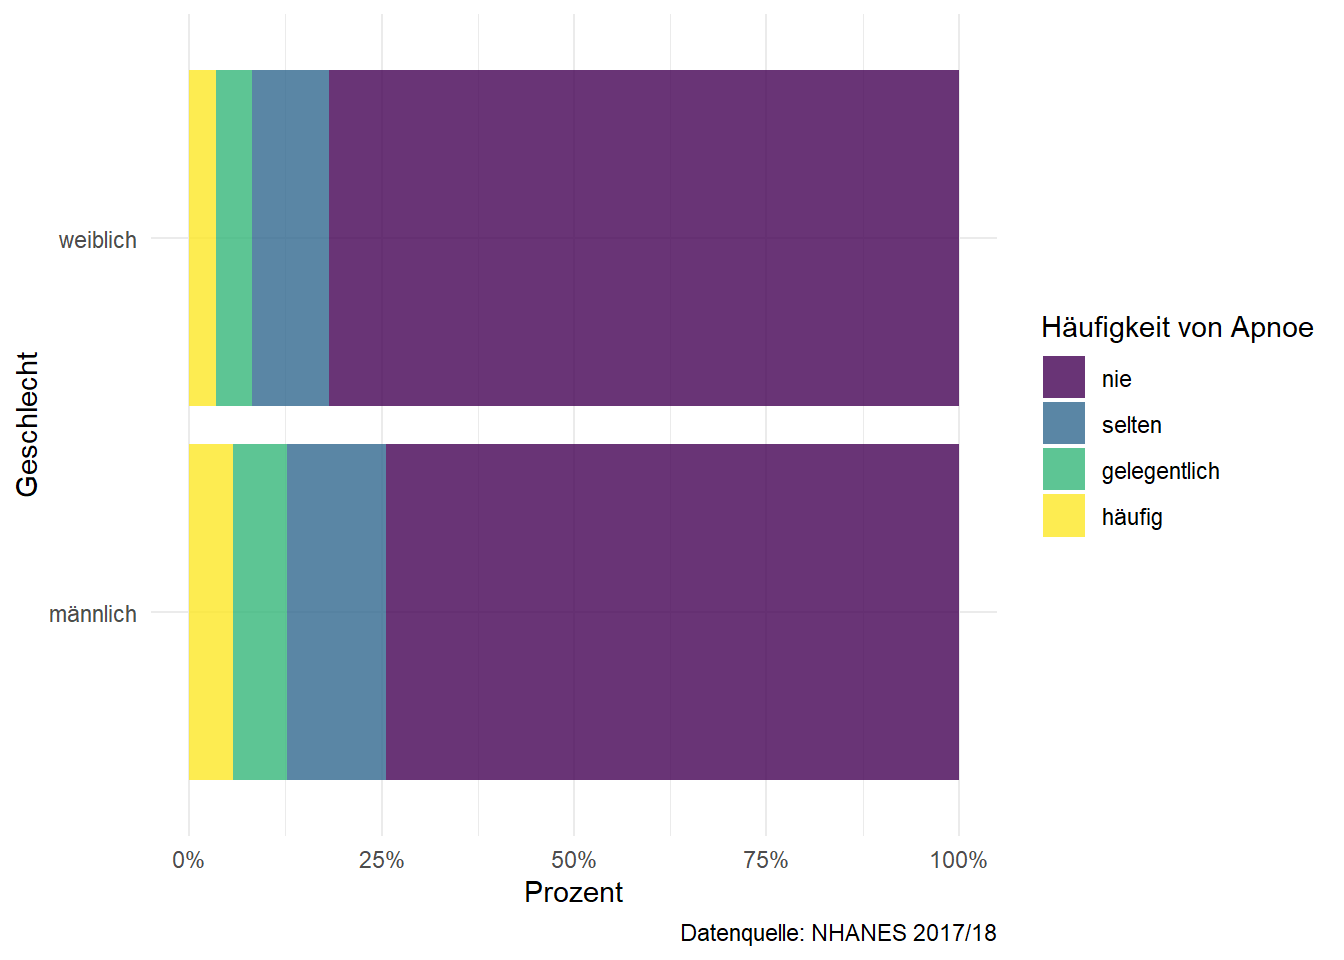 Geschlecht
weiblich
männlich
0%
25%
50%
75%
100%
Prozent
Häufigkeit von Apnoe
nie
selten
gelegentlich
häufig
Datenquelle: NHANES 2017/18